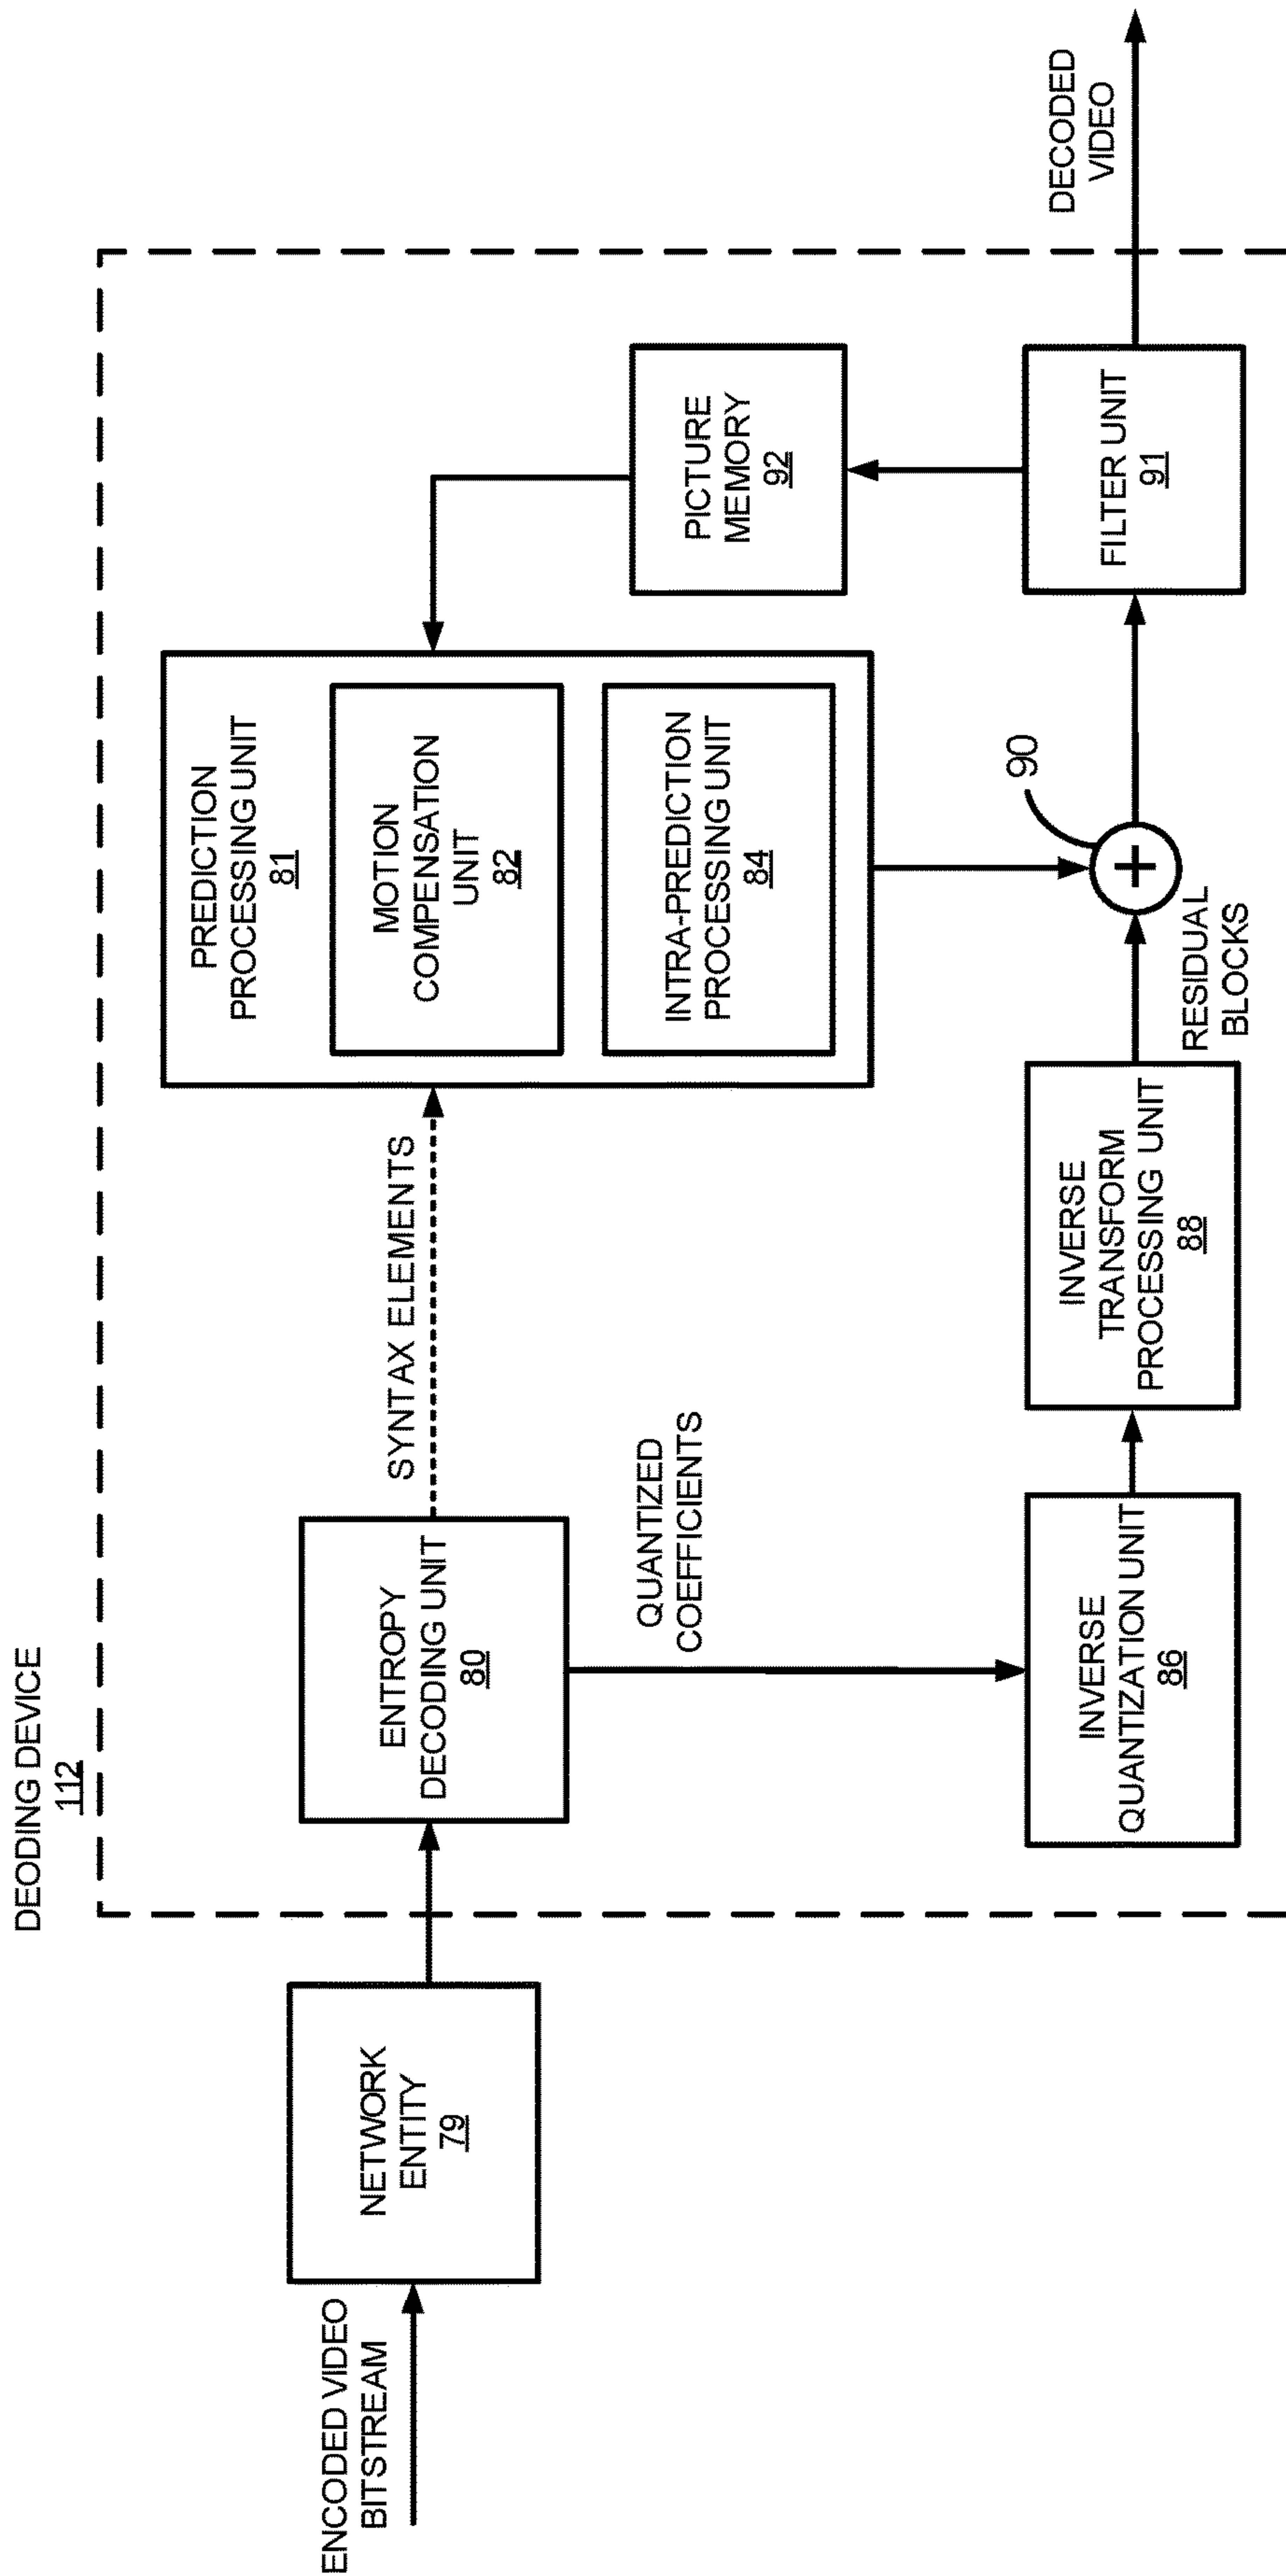 DEODING DEVICE
112
ENCODED VIDEO
BITSTREAM
NETWORK
ENTITY
79
ENTROPY
DECODING UNIT
80
SYNTAX ELEMENTS
QUANTIZED
COEFFICIENTS
PREDICTION
PROCESSING UNIT
81
MOTION
COMPENSATION
UNIT
82
INTRA-PREDICTION
PROCESSING UNIT
84
PICTURE
MEMORY
92
INVERSE
QUANTIZATION UNIT
86
INVERSE
TRANSFORM
PROCESSING UNIT
88
RESIDUAL
BLOCKS
90
+
FILTER UNIT
91
DECODED
VIDEO